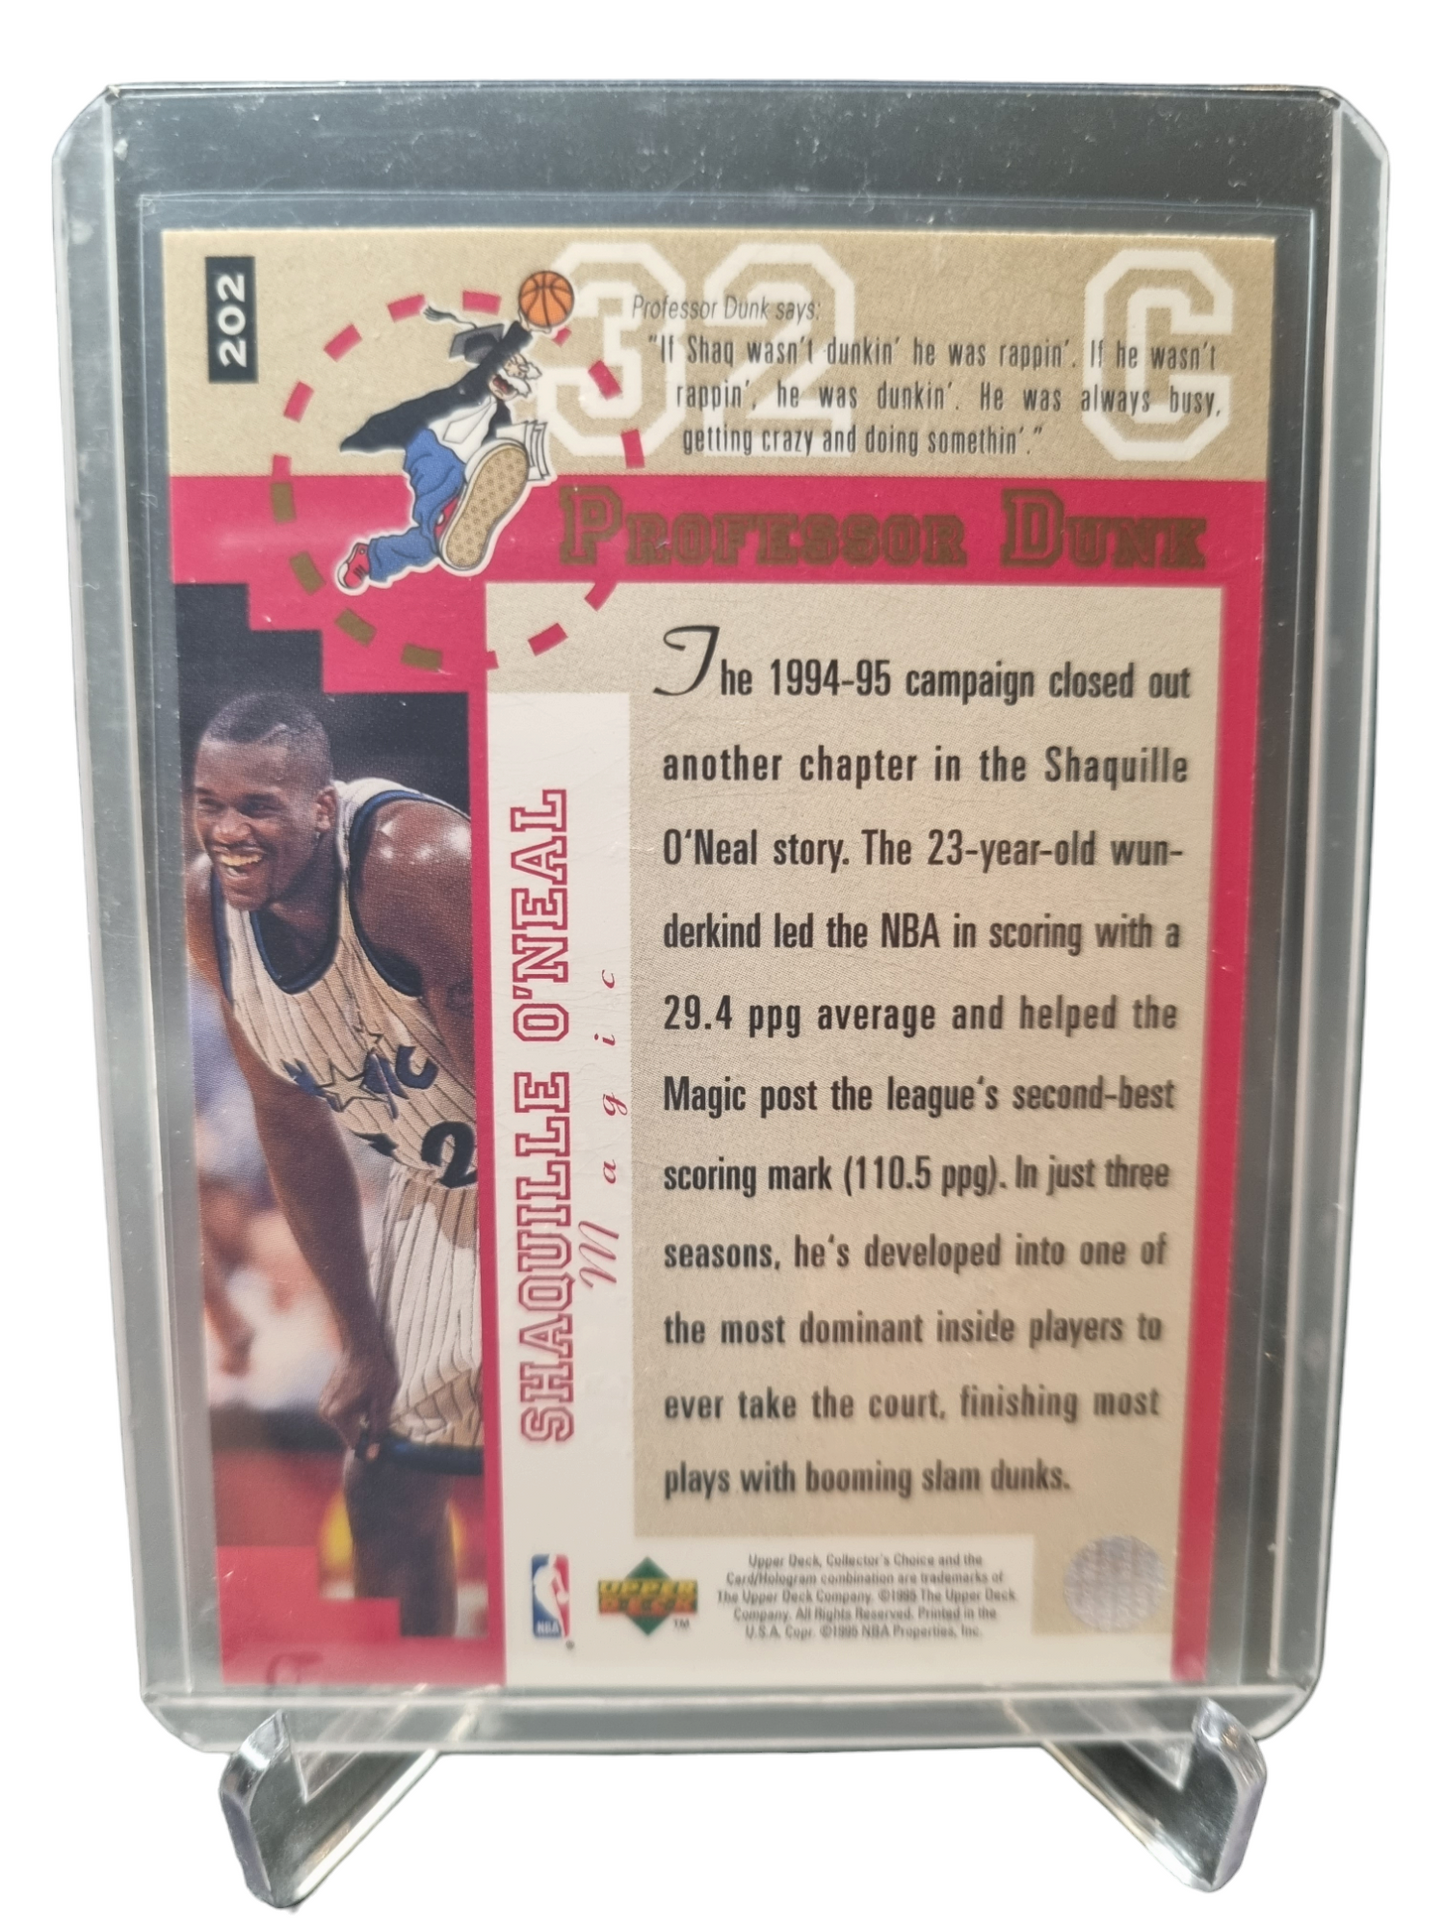 202
32 C
Professor Dunk says:
"If Shaq wasn't dunkin' he was rappin'. If he wasn't
rappin', he was dunkin'. He was always busy,
getting crazy and doing somethin'."
PROFESSOR DUNK
The 1994-95 campaign closed out
another chapter in the Shaquille
O'Neal story. The 23-year-old wun-
derkind led the NBA in scoring with a
29.4 ppg average and helped the
Magic post the league's second-best
scoring mark (110.5 ppg). In just three
seasons, he's developed into one of
the most dominant inside players to
ever take the court, finishing most
plays with booming slam dunks.
SHAQUILLE O'NEAL
Magic
NBA
®
UPPER
DECK
™
Upper Deck, Collector's Choice and the
Card/Hologram combination are trademarks of
The Upper Deck Company. ©1995 The Upper Deck
Company. All Rights Reserved. Printed in the
U.S.A. Copr. ©1995 NBA Properties, Inc.